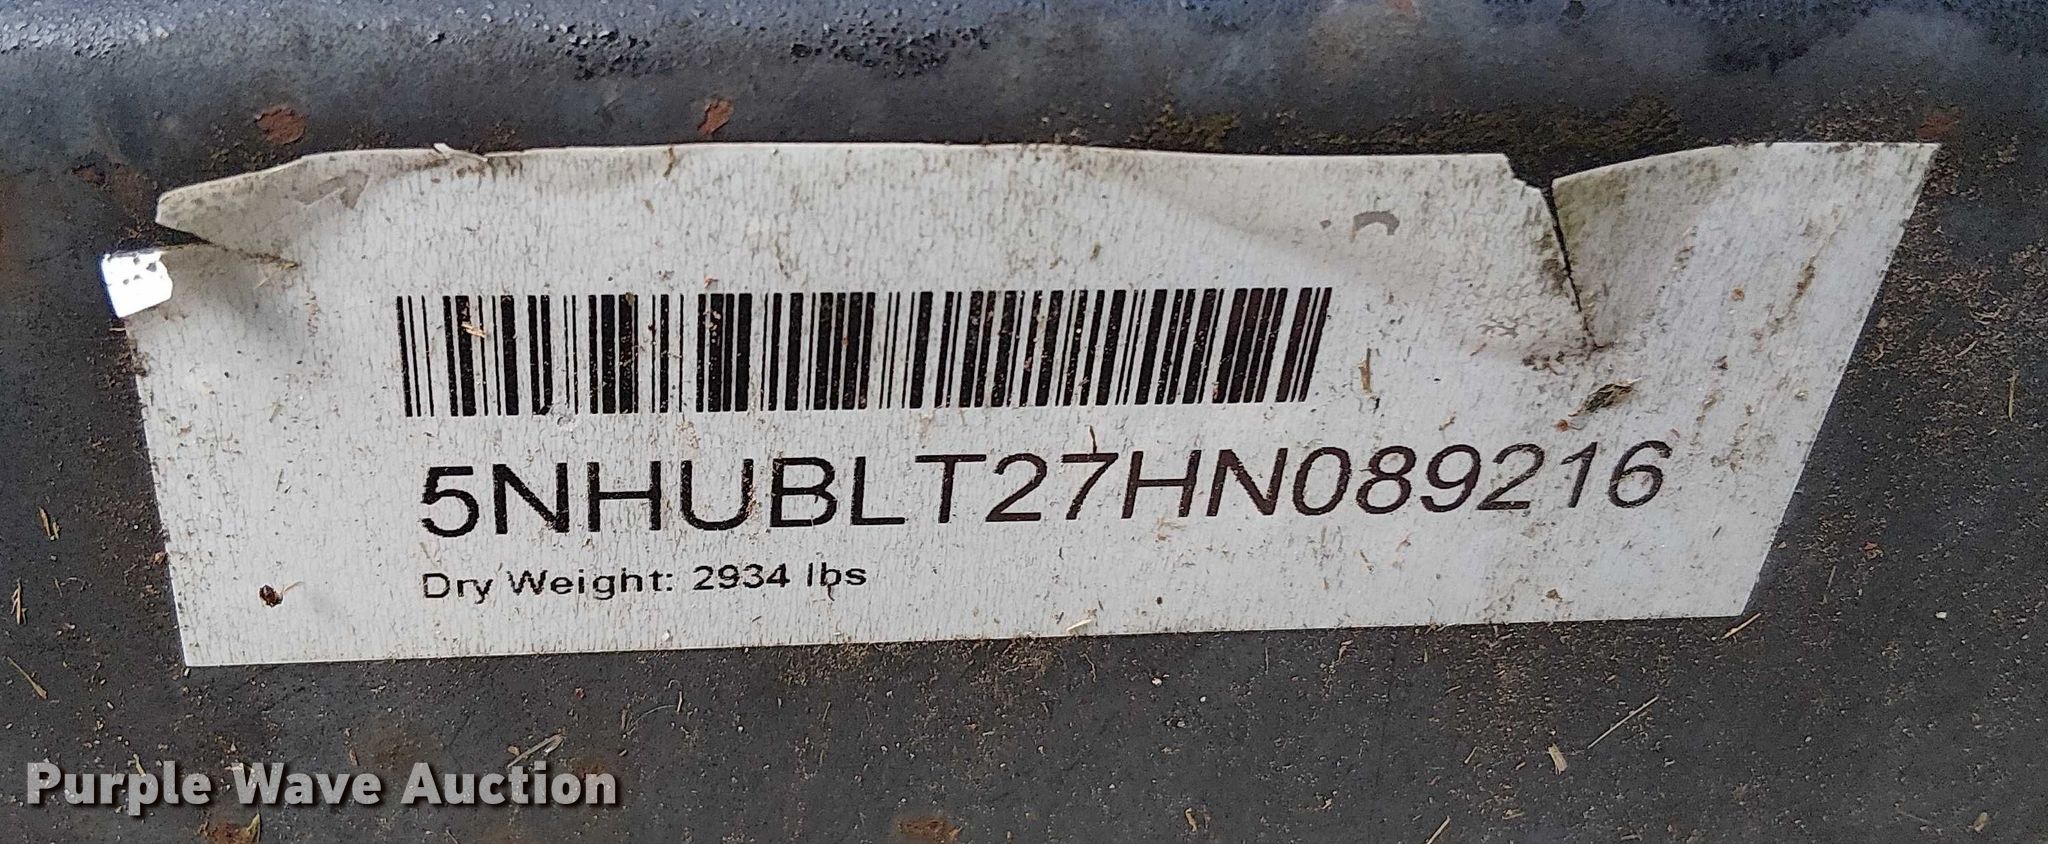 5NHUBLT27HN089216
Dry Weight: 2934 lbs
Purple Wave Auction